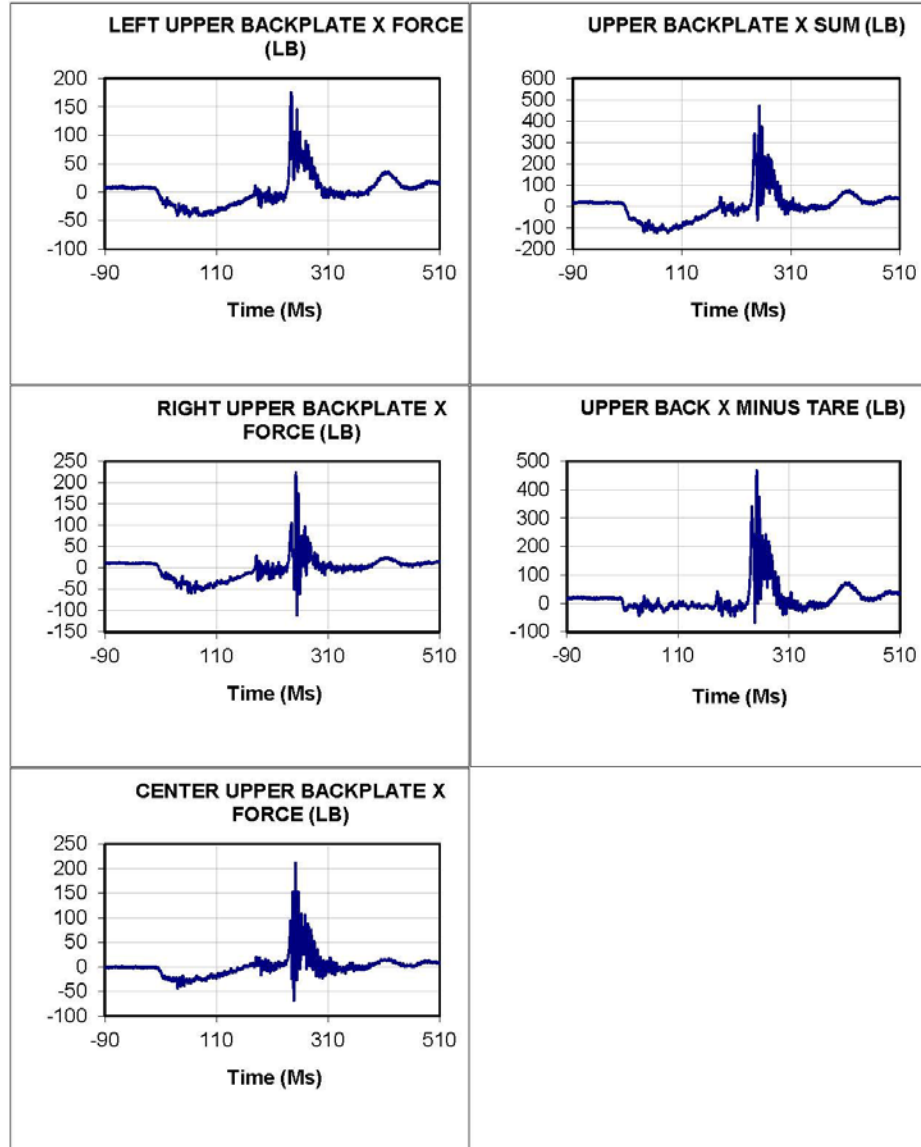 LEFT UPPER BACKPLATE X FORCE
(LB)
200
150
100
50
0
-50
-100
-90 110 310 510
Time (Ms)
UPPER BACKPLATE X SUM (LB)
600
500
400
300
200
100
0
-100
-200
-90 110 310 510
Time (Ms)
RIGHT UPPER BACKPLATE X
FORCE (LB)
250
200
150
100
50
0
-50
-100
-150
-90 110 310 510
Time (Ms)
UPPER BACK X MINUS TARE (LB)
500
400
300
200
100
0
-100
-90 110 310 510
Time (Ms)
CENTER UPPER BACKPLATE X
FORCE (LB)
250
200
150
100
50
0
-50
-100
-90 110 310 510
Time (Ms)